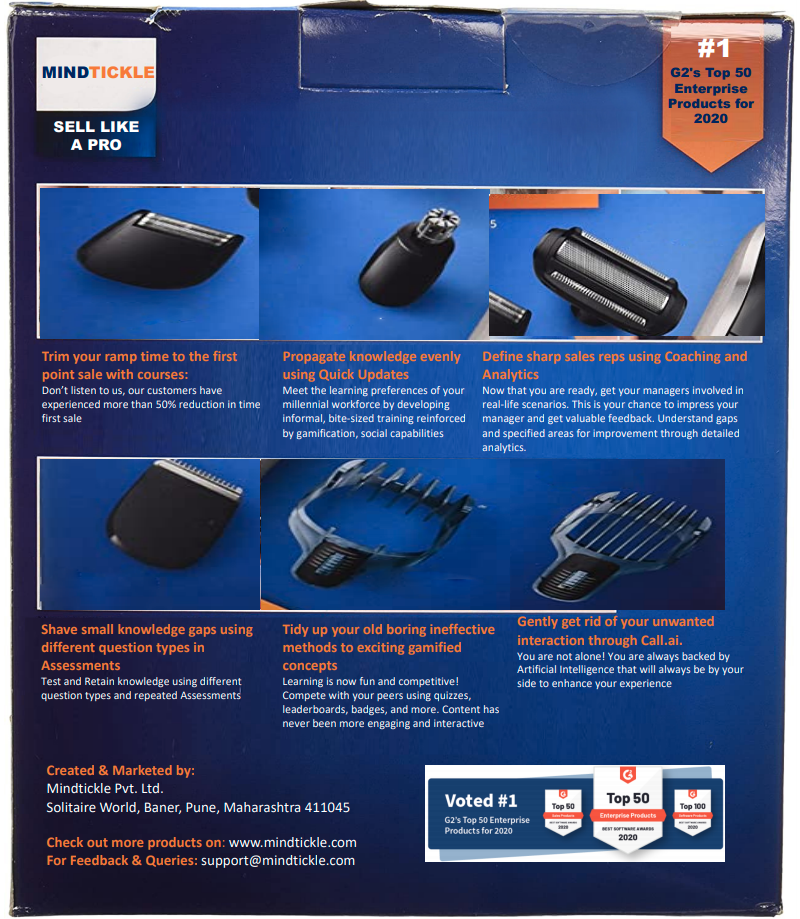 MINDTICKLE
SELL LIKE
A PRO
#1
G2's Top 50
Enterprise
Products for
2020
5
Trim your ramp time to the first
point sale with courses:
Don't listen to us, our customers have
experienced more than 50% reduction in time
first sale
Propagate knowledge evenly
using Quick Updates
Meet the learning preferences of your
millennial workforce by developing
informal, bite-sized training reinforced
by gamification, social capabilities
Define sharp sales reps using Coaching and
Analytics
Now that you are ready, get your managers involved in
real-life scenarios. This is your chance to impress your
manager and get valuable feedback. Understand gaps
and specified areas for improvement through detailed
analytics.
Shave small knowledge gaps using
different question types in
Assessments
Test and Retain knowledge using different
question types and repeated Assessments
Tidy up your old boring ineffective
methods to exciting gamified
concepts
Learning is now fun and competitive!
Compete with your peers using quizzes,
leaderboards, badges, and more. Content has
never been more engaging and interactive
Gently get rid of your unwanted
interaction through Call.ai.
You are not alone! You are always backed by
Artificial Intelligence that will always be by your
side to enhance your experience
Created & Marketed by:
Mindtickle Pvt. Ltd.
Solitaire World, Baner, Pune, Maharashtra 411045
Check out more products on: www.mindtickle.com
For Feedback & Queries: support@mindtickle.com
Voted #1
G2's Top 50 Enterprise
Products for 2020
Top 50
Sales Products
BEST SOFTWARE AWARDS
2020
Top 50
Enterprise Products
BEST SOFTWARE AWARDS
2020
Top 100
Software Products
BEST SOFTWARE AWARDS
2020